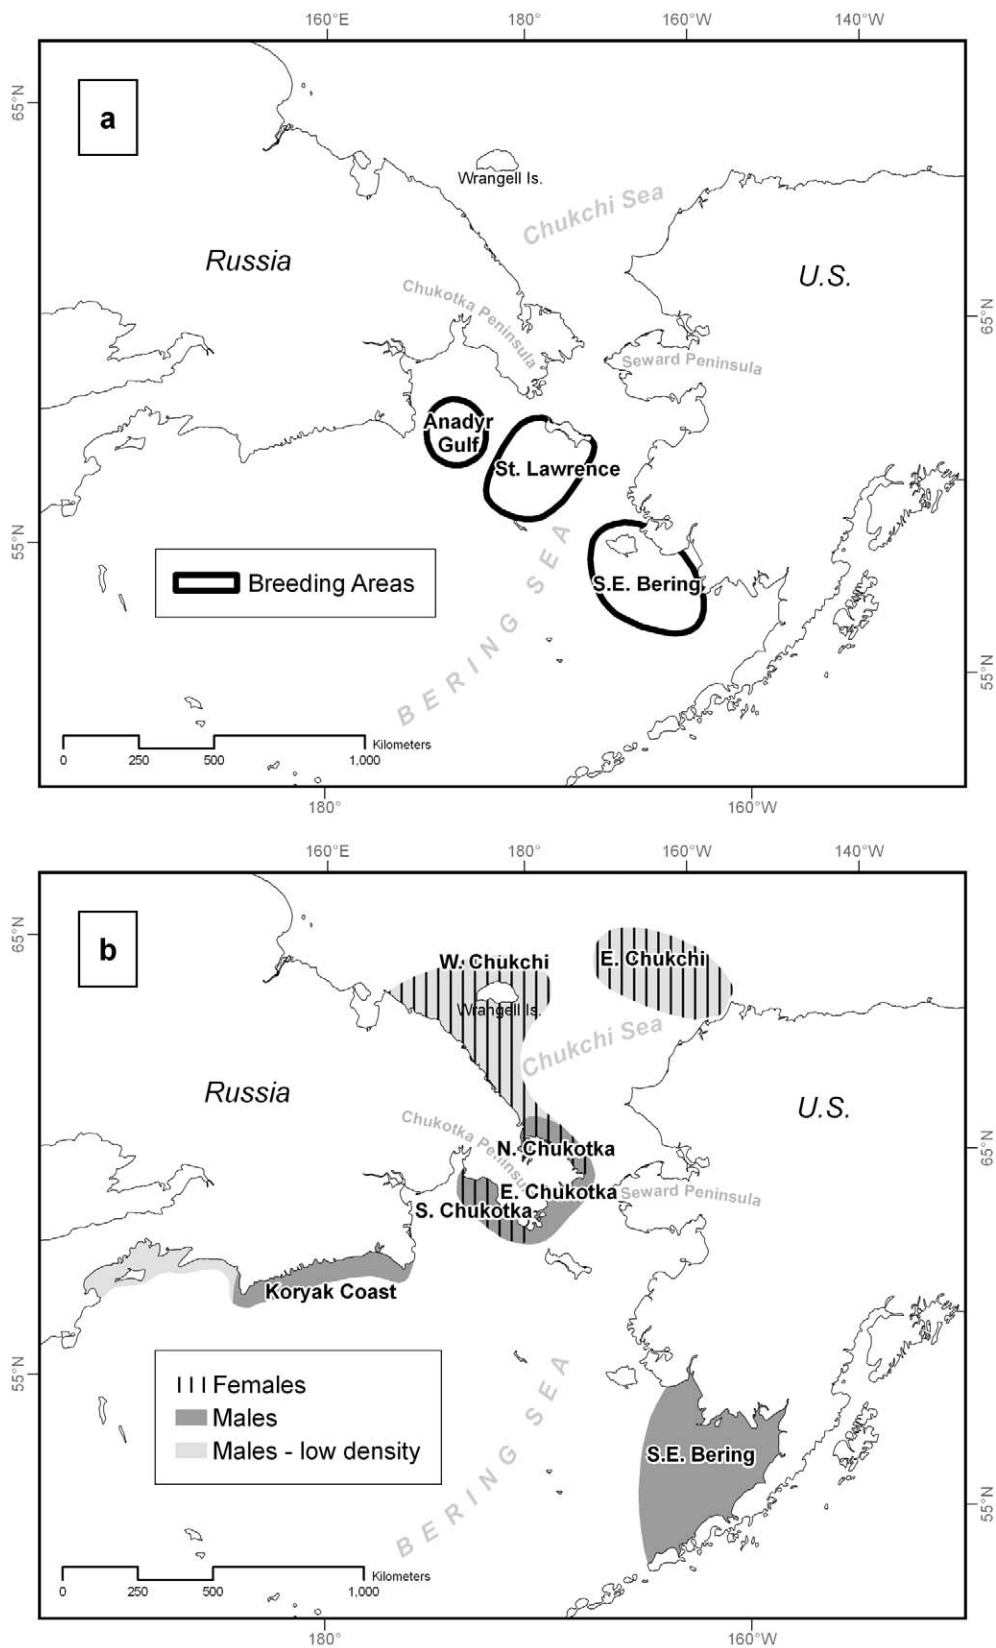 160°E 180° 160°W 140°W
65°N
a
Wrangell Is.
Chukchi Sea
Russia
U.S.
Chukotka Peninsula
65°N
Seward Peninsula
Anadyr
Gulf
St. Lawrence
55°N
BERING SEA
S.E. Bering
Breeding Areas
55°N
Kilometers
0 250 500 1,000
180° 160°W
160°E 180° 160°W 140°W
65°N
b
W. Chukchi
E. Chukchi
Wrangell Is.
Chukchi Sea
Russia
U.S.
Chukotka Peninsula
N. Chukotka
65°N
E. Chukotka
Seward Peninsula
S. Chukotka
Koryak Coast
55°N
BERING SEA
Females
Males
Males - low density
S.E. Bering
55°N
Kilometers
0 250 500 1,000
180° 160°W